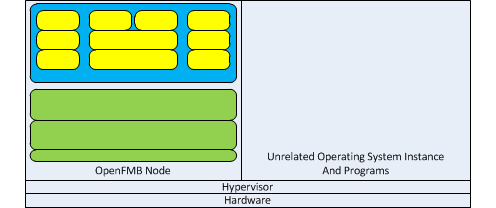 OpenFMB Node
Unrelated Operating System Instance
And Programs
Hypervisor
Hardware